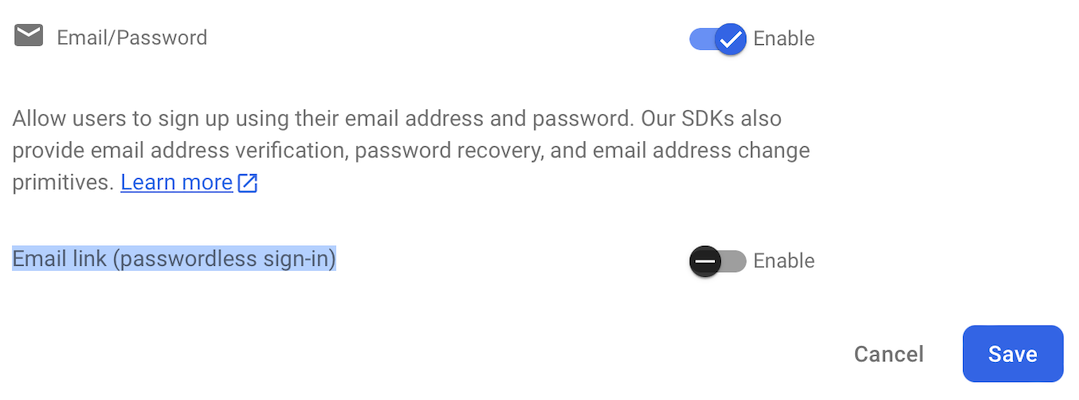 Email/Password
Enable
Allow users to sign up using their email address and password. Our SDKs also
provide email address verification, password recovery, and email address change
primitives. Learn more
Email link (passwordless sign-in)
Enable
Cancel
Save